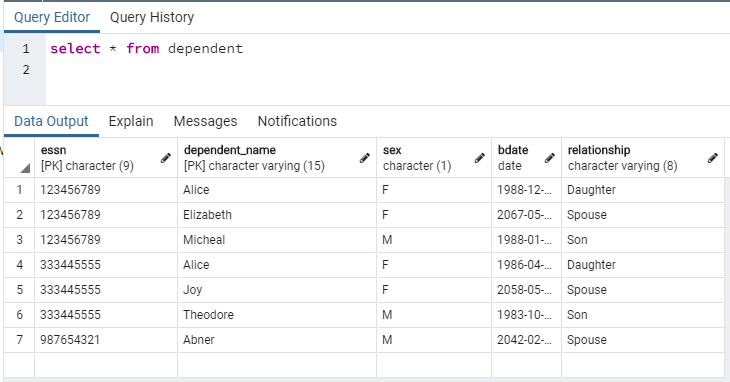 Query Editor Query History
1 select * from dependent
2
Data Output Explain Messages Notifications
essn dependent_name sex bdate relationship
[PK] character (9) [PK] character varying (15) character (1) date character varying (8)
1 123456789 Alice F 1988-12-... Daughter
2 123456789 Elizabeth F 2067-05-... Spouse
3 123456789 Micheal M 1988-01-... Son
4 333445555 Alice F 1986-04-... Daughter
5 333445555 Joy F 2058-05-... Spouse
6 333445555 Theodore M 1983-10-... Son
7 987654321 Abner M 2042-02-... Spouse